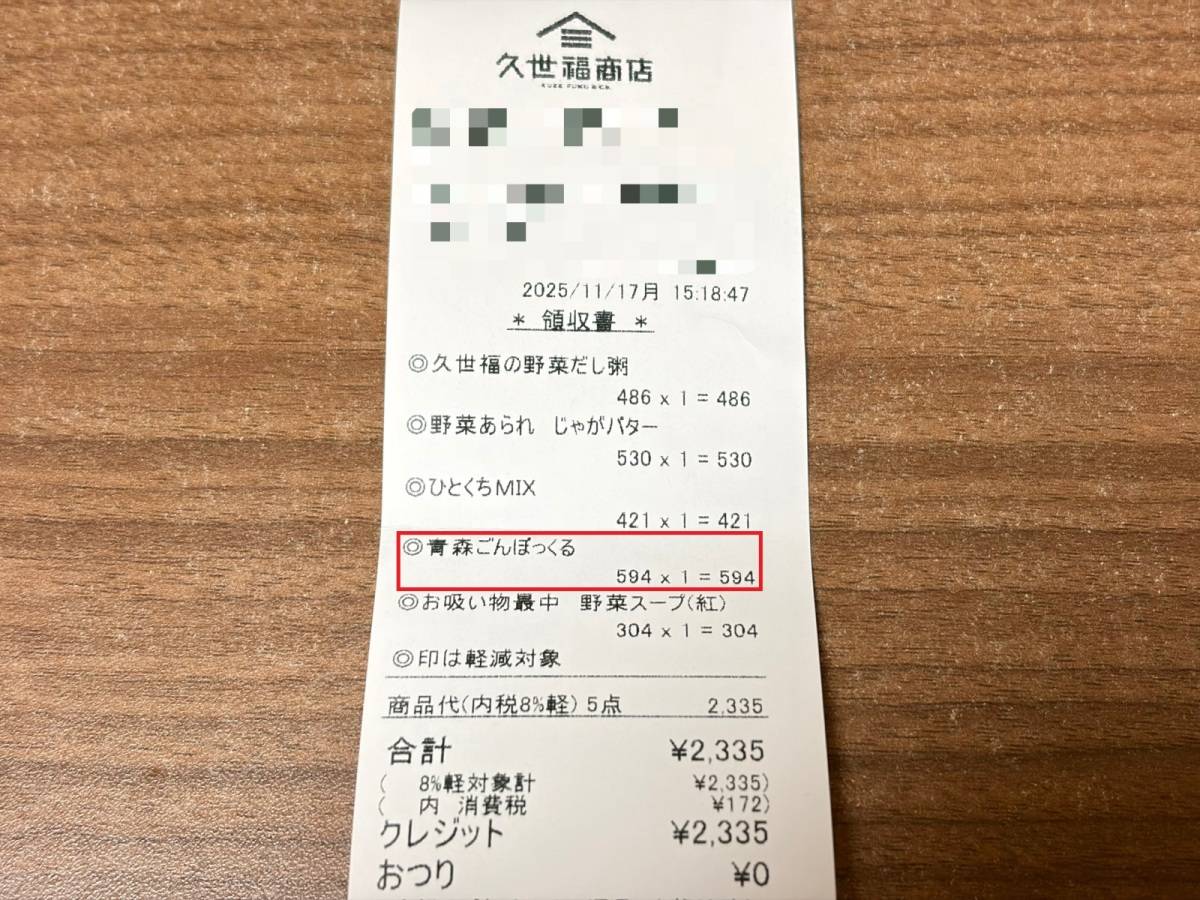 久世福商店
KUZE FUKU & Co.
2025/11/17月 15:18:47
* 領収書 *
◎久世福の野菜だし粥
486 x 1 = 486
◎野菜あられ じゃがバター
530 x 1 = 530
◎ひとくちMIX
421 x 1 = 421
◎青森ごんぼっくる
594 x 1 = 594
◎お吸い物最中 野菜スープ(紅)
304 x 1 = 304
◎印は軽減対象
商品代(内税8%軽) 5点 2,335
合計 ¥2,335
( 8%軽対象計 ¥2,335)
( 内 消費税 ¥172)
クレジット ¥2,335
おつり ¥0